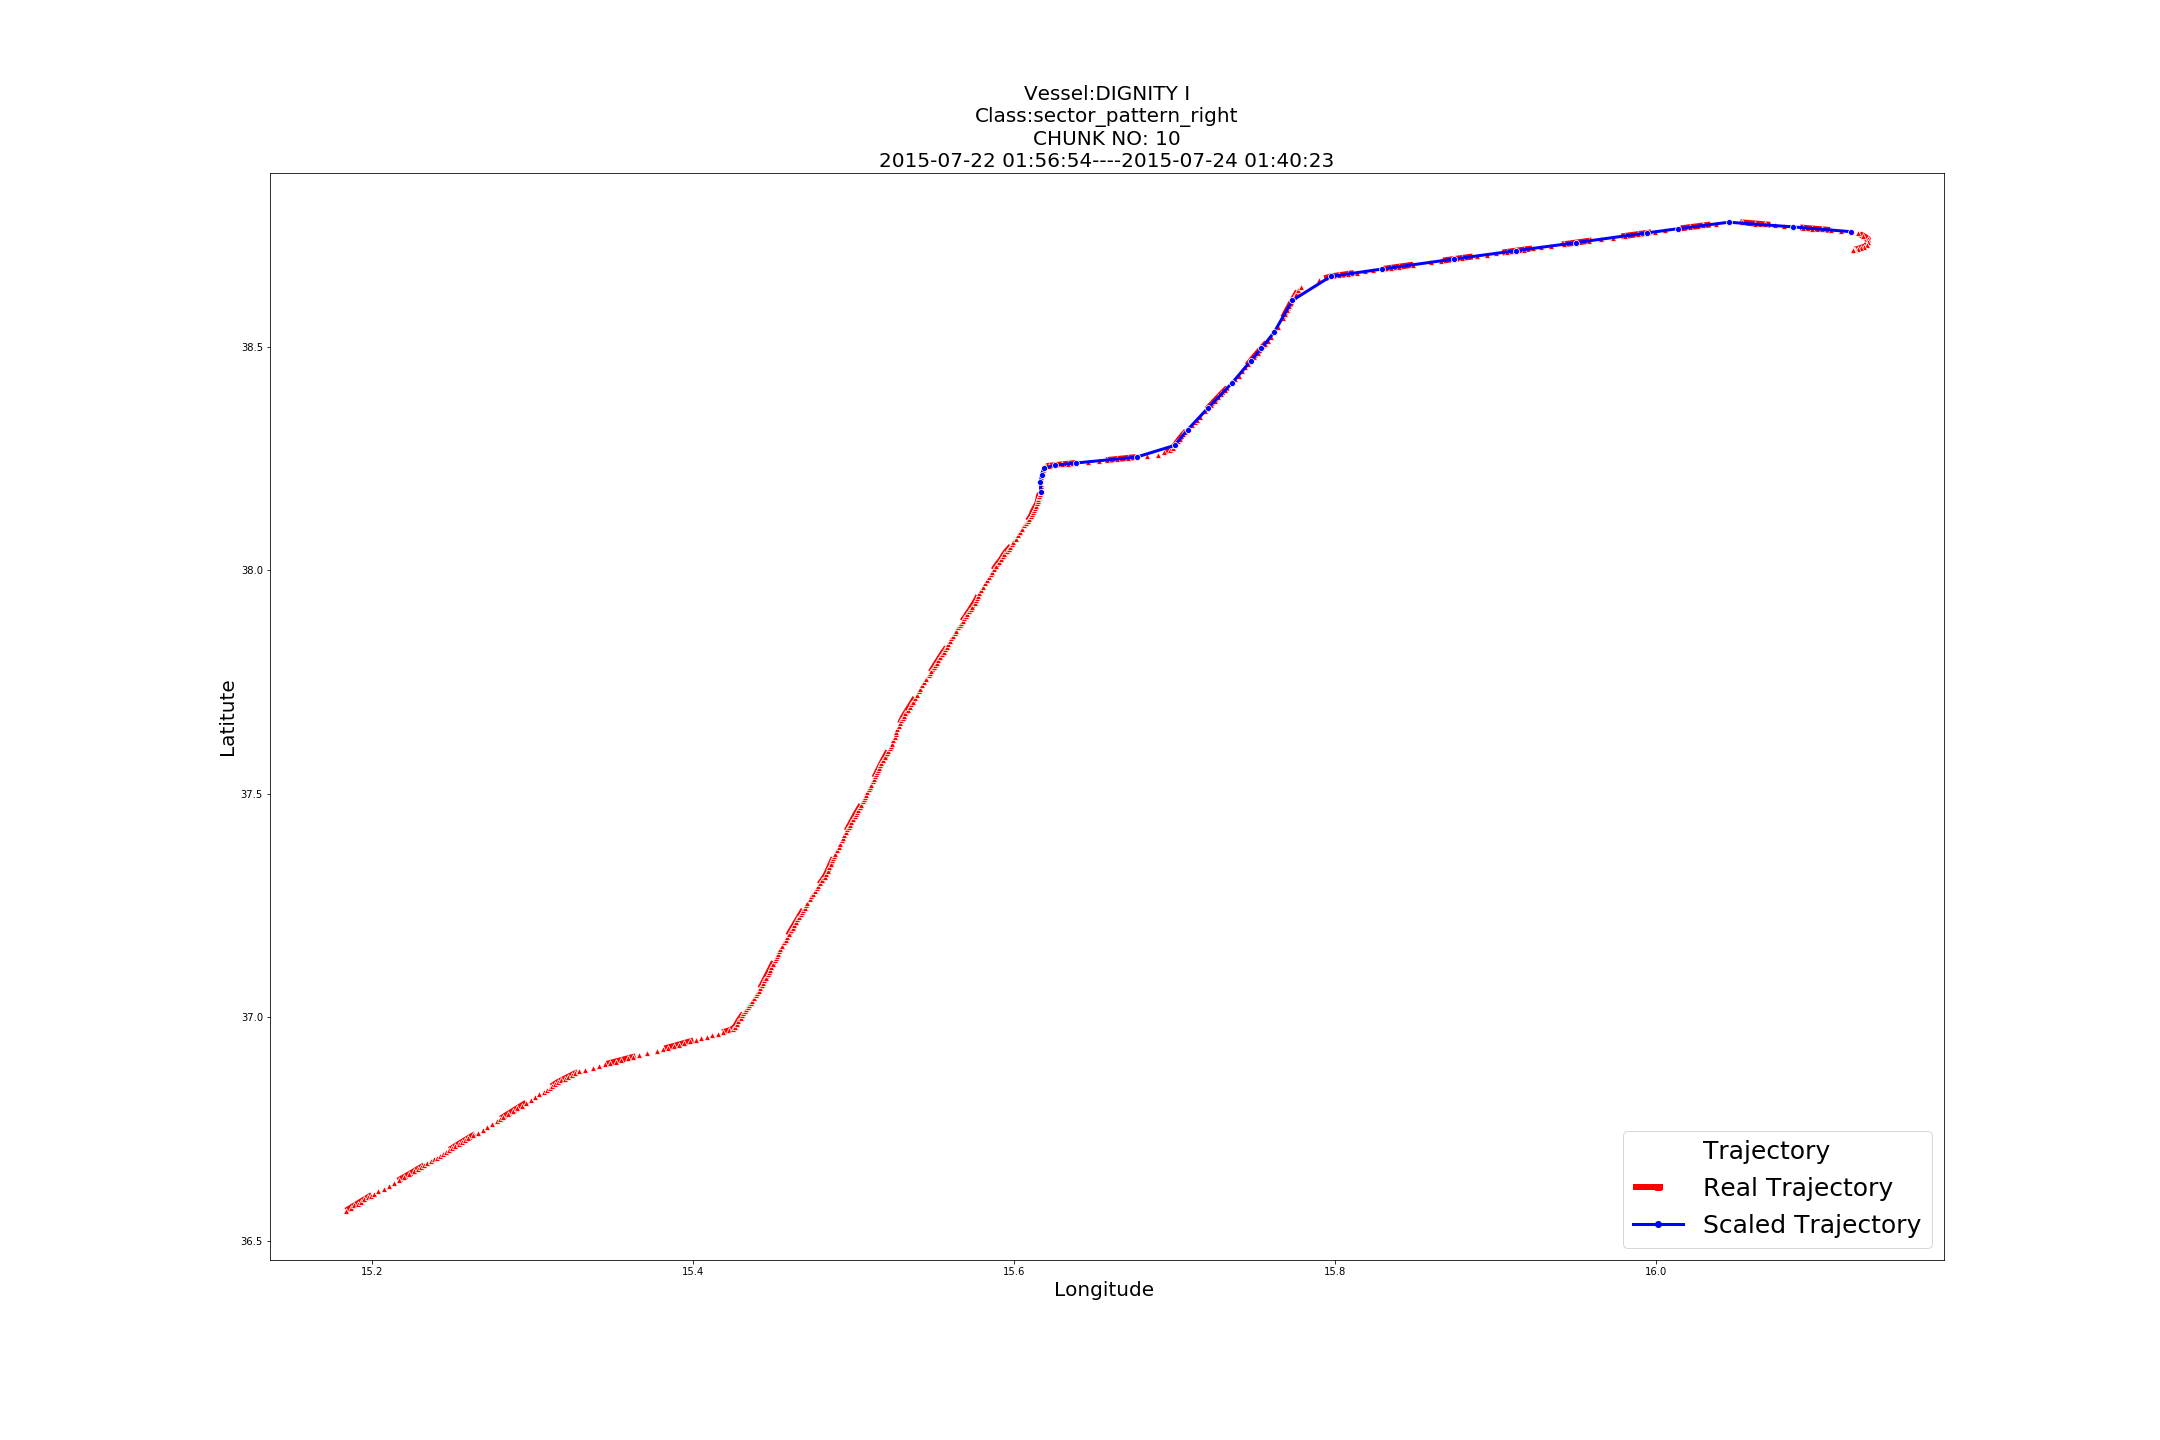 Vessel:DIGNITY I
Class:sector_pattern_right
CHUNK NO: 10
2015-07-22 01:56:54----2015-07-24 01:40:23
Latitute
38.5
38.0
37.5
37.0
36.5
15.2
15.4
15.6
15.8
16.0
Longitude
Trajectory
Real Trajectory
Scaled Trajectory